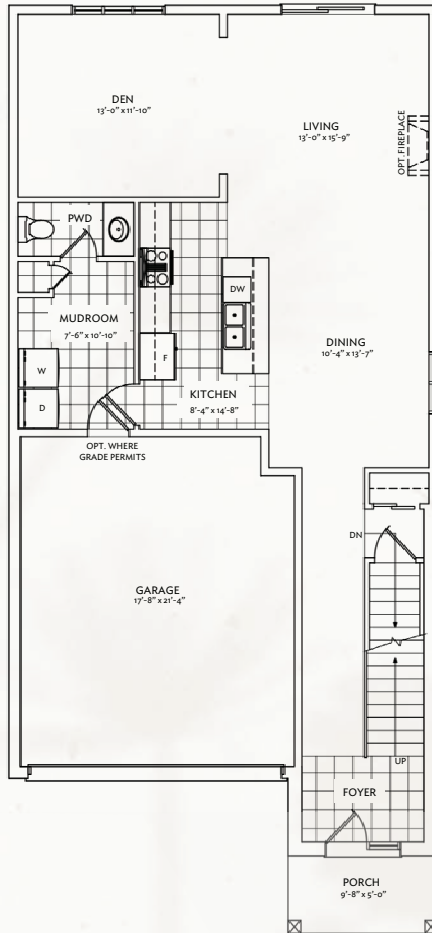 DEN
13'-0" x 11'-10"
LIVING
13'-0" x 15'-9"
OPT. FIREPLACE
PWD
DW
MUDROOM
7'-6" x 10'-10"
W
F
D
DINING
10'-4" x 13'-7"
KITCHEN
8'-4" x 14'-8"
OPT. WHERE
GRADE PERMITS
DN
GARAGE
17'-8" x 21'-4"
UP
FOYER
PORCH
9'-8" x 5'-0"